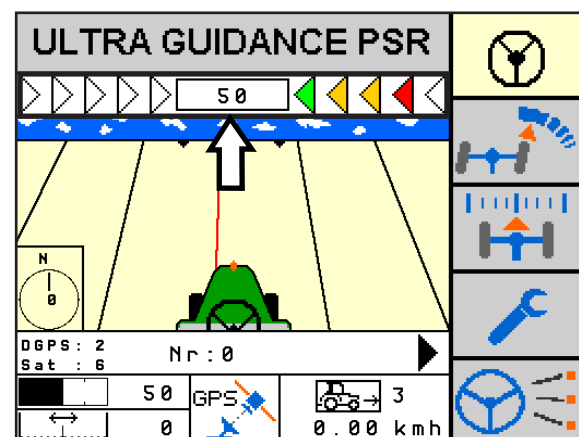 ULTRA GUIDANCE PSR
50
N
0
DGPS: 2
Sat : 6
Nr:0
50
GPS
3
0
0.00 kmh